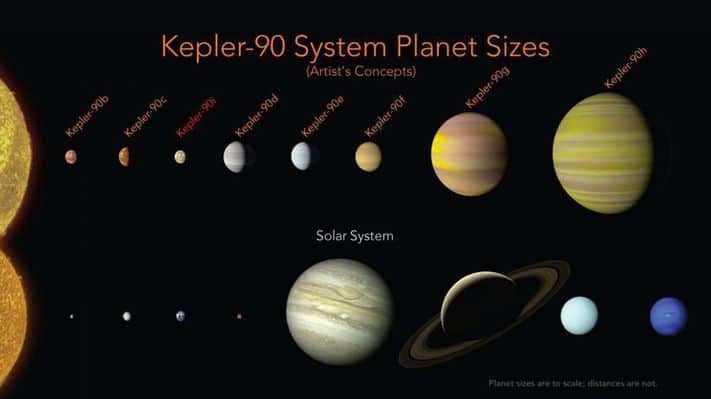 Kepler-90 System Planet Sizes
(Artist's Concepts)
Kepler-90b
Kepler-90c
Kepler-90i
Kepler-90d
Kepler-90e
Kepler-90f
Kepler-90g
Kepler-90h
Solar System
Planet sizes are to scale; distances are not.